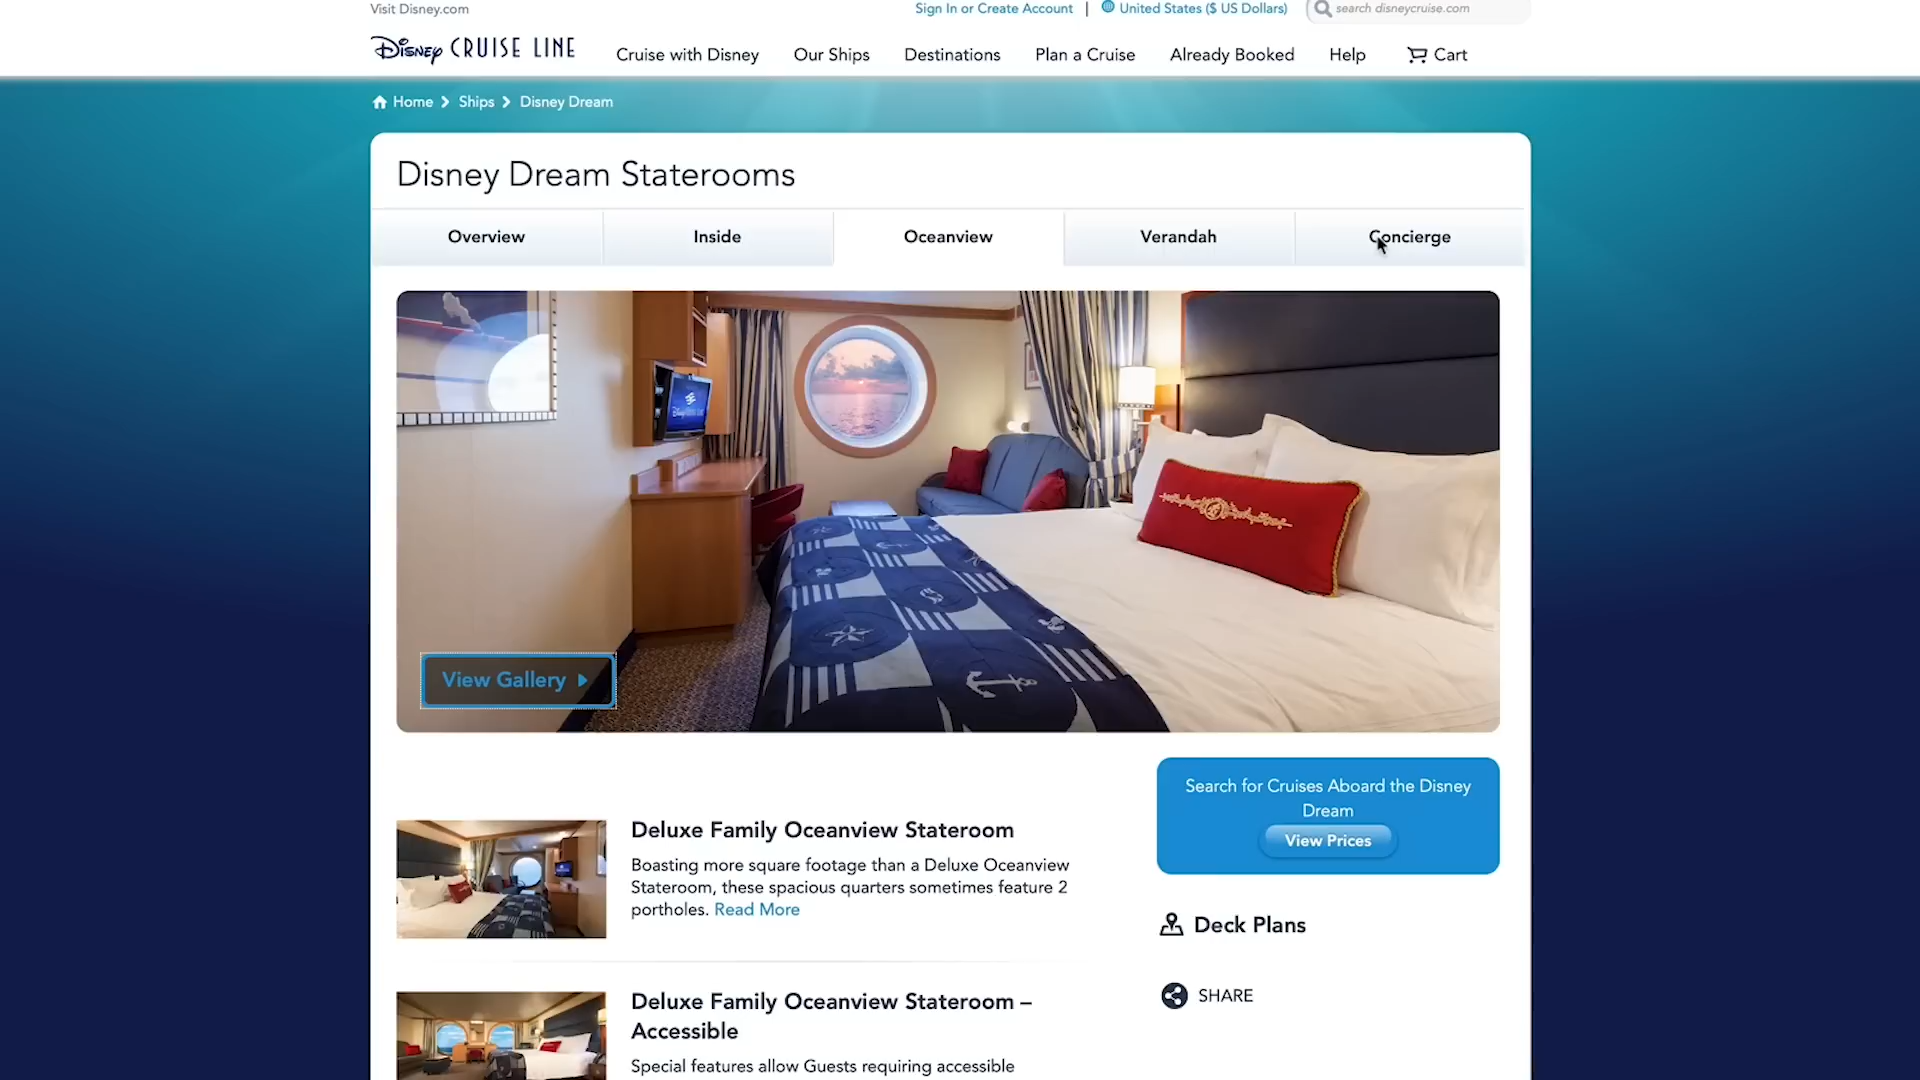 Visit Disney.com
Sign In or Create Account | United States ($ US Dollars)
search disneycruise.com
Disney CRUISE LINE
Cruise with Disney
Our Ships
Destinations
Plan a Cruise
Already Booked
Help
Cart
Home > Ships > Disney Dream
Disney Dream Staterooms
Overview
Inside
Oceanview
Verandah
Concierge
View Gallery
Search for Cruises Aboard the Disney
Dream
View Prices
Deluxe Family Oceanview Stateroom
Boasting more square footage than a Deluxe Oceanview
Stateroom, these spacious quarters sometimes feature 2
portholes. Read More
Deck Plans
SHARE
Deluxe Family Oceanview Stateroom –
Accessible
Special features allow Guests requiring accessible